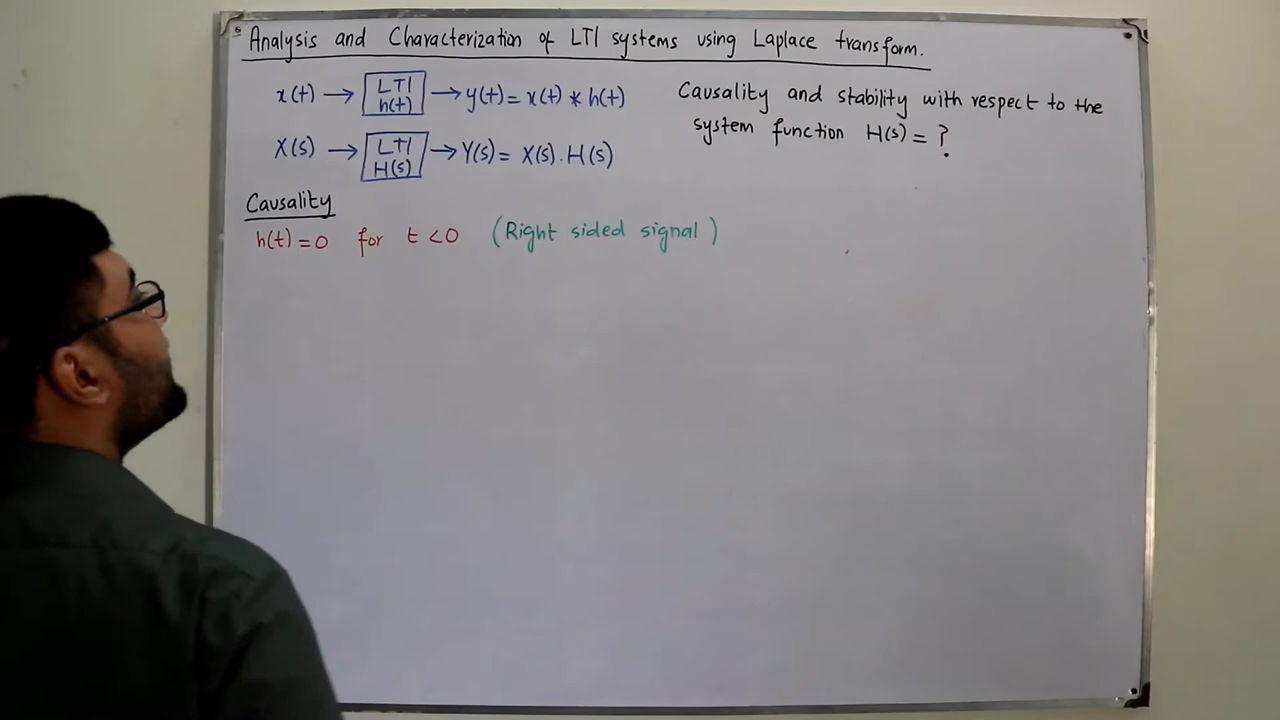 Analysis and Characterization of LTI systems using Laplace transform.
x(t) → LTI h(t) → y(t) = x(t) * h(t)
X(s) → LTI H(s) → Y(s) = X(s) . H(s)
Causality and stability with respect to the
system function H(s) = ?
Causality
h(t) = 0 for t < 0 (Right sided signal)